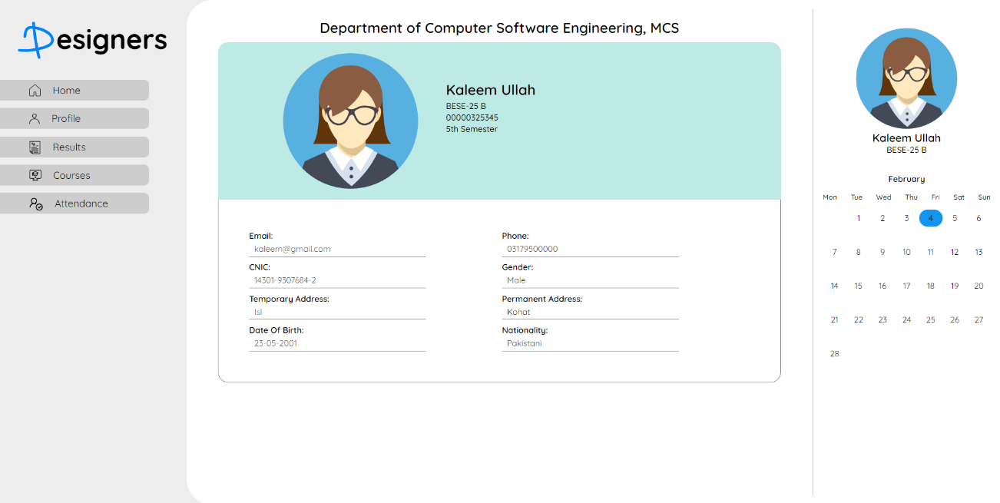 Designers
Home
Profile
Results
Courses
Attendance
Department of Computer Software Engineering, MCS
Kaleem Ullah
BESE-25 B
00000325345
5th Semester
Email:
kaleem@gmail.com
Phone:
03179500000
CNIC:
14301-9307684-2
Gender:
Male
Temporary Address:
Isl
Permanent Address:
Kohat
Date Of Birth:
23-05-2001
Nationality:
Pakistani
Kaleem Ullah
BESE-25 B
February
Mon Tue Wed Thu Fri Sat Sun
1 2 3 4 5 6
7 8 9 10 11 12 13
14 15 16 17 18 19 20
21 22 23 24 25 26 27
28